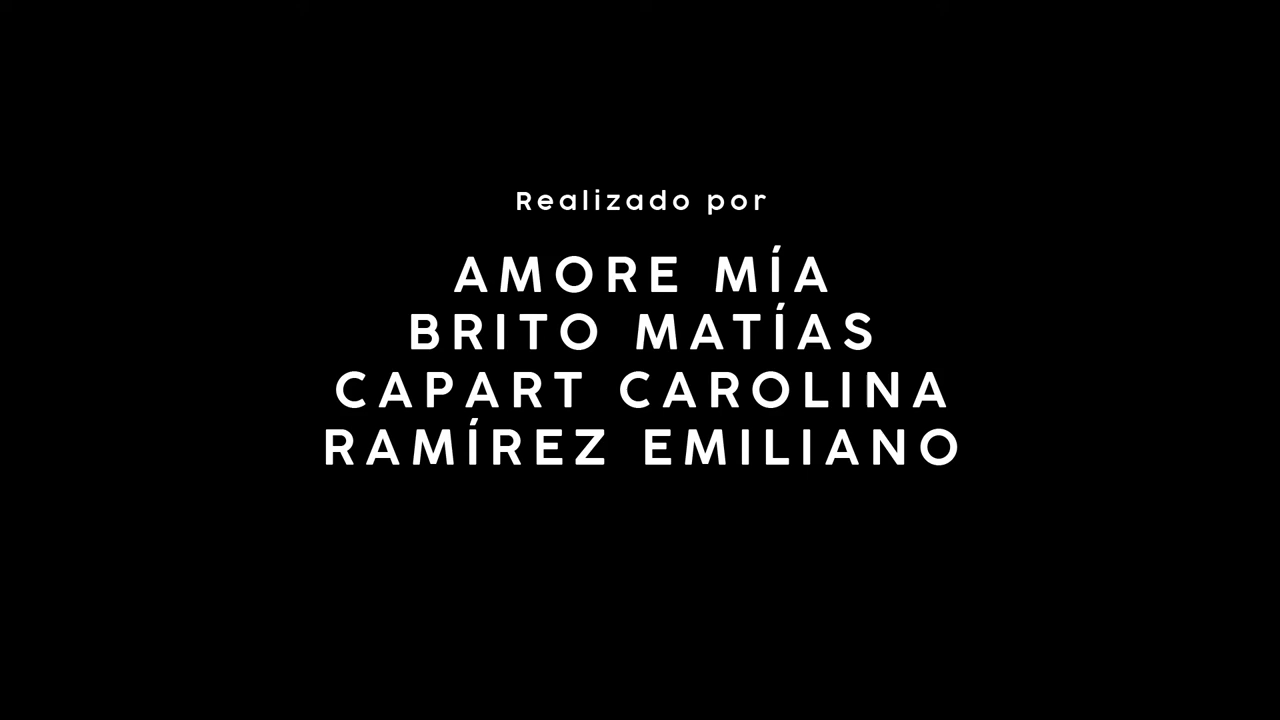 Realizado por
AMORE MÍA
BRITO MATÍAS
CAPART CAROLINA
RAMÍREZ EMILIANO